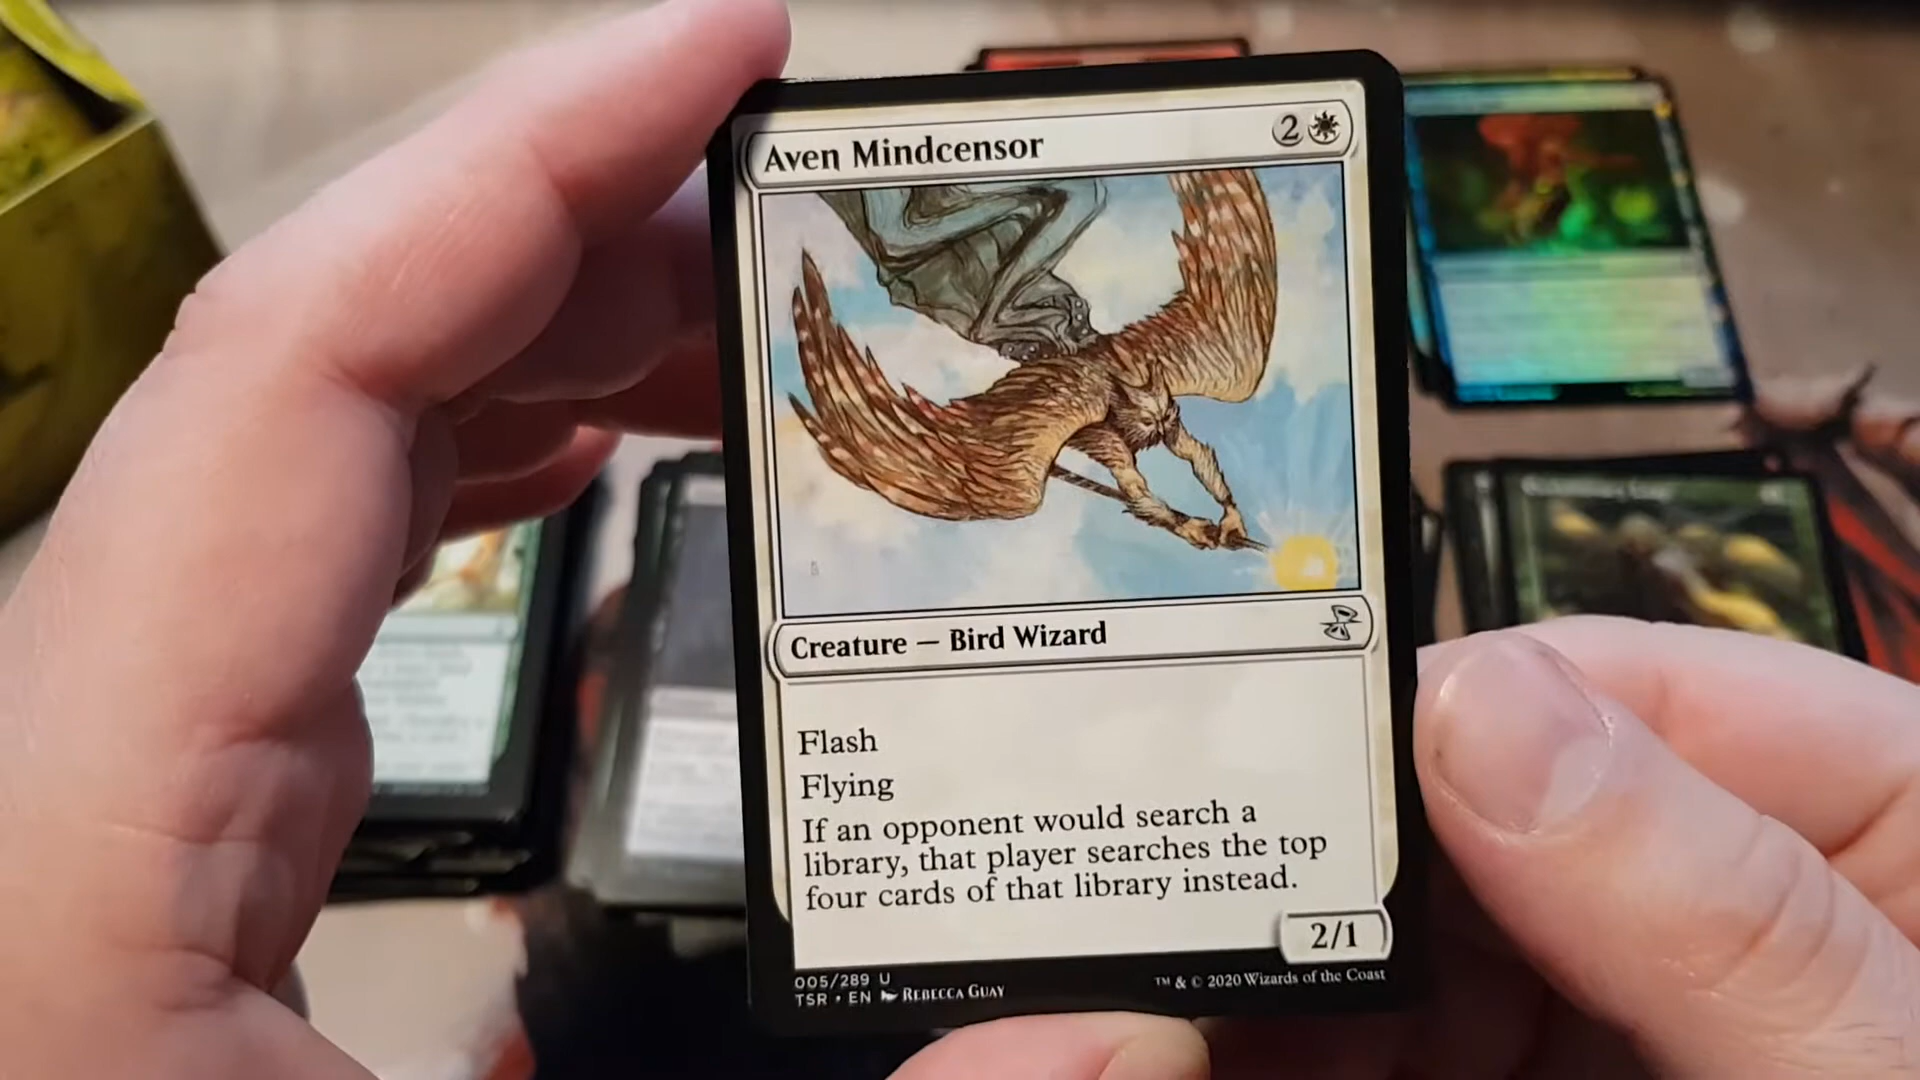 Aven Mindcensor 2
Creature — Bird Wizard
Flash
Flying
If an opponent would search a
library, that player searches the top
four cards of that library instead.
2/1
005/289 U
TSR • EN Rebecca Guay
™ & © 2020 Wizards of the Coast